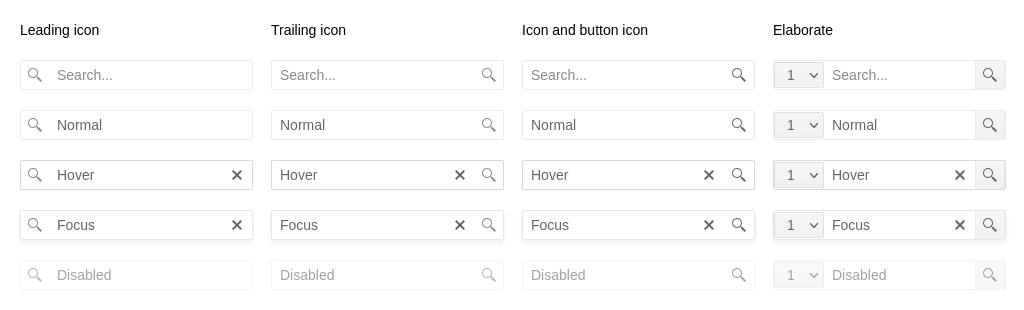 Leading icon Trailing icon Icon and button icon Elaborate
Search... Search... Search... 1 Search...
Normal Normal Normal 1 Normal
Hover Hover Hover 1 Hover
Focus Focus Focus 1 Focus
Disabled Disabled Disabled 1 Disabled